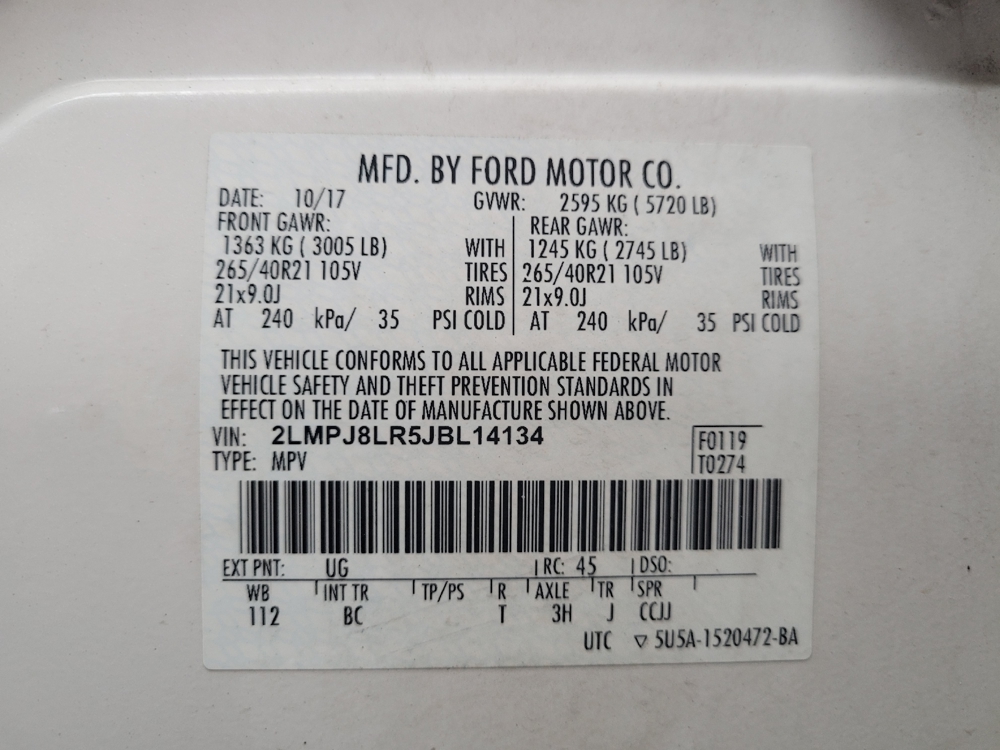 MFD. BY FORD MOTOR CO.
DATE: 10/17 GVWR: 2595 KG ( 5720 LB)
FRONT GAWR: REAR GAWR:
1363 KG ( 3005 LB) WITH 1245 KG ( 2745 LB) WITH
265/40R21 105V TIRES 265/40R21 105V TIRES
21x9.0J RIMS 21x9.0J RIMS
AT 240 kPa/ 35 PSI COLD AT 240 kPa/ 35 PSI COLD
THIS VEHICLE CONFORMS TO ALL APPLICABLE FEDERAL MOTOR
VEHICLE SAFETY AND THEFT PREVENTION STANDARDS IN
EFFECT ON THE DATE OF MANUFACTURE SHOWN ABOVE.
VIN: 2LMPJ8LR5JBL14134 F0119
TYPE: MPV T0274
EXT PNT: UG RC: 45 DSO:
WB INT TR TP/PS R AXLE TR SPR
112 BC T 3H J CCJJ
UTC ▽ 5U5A-1520472-BA